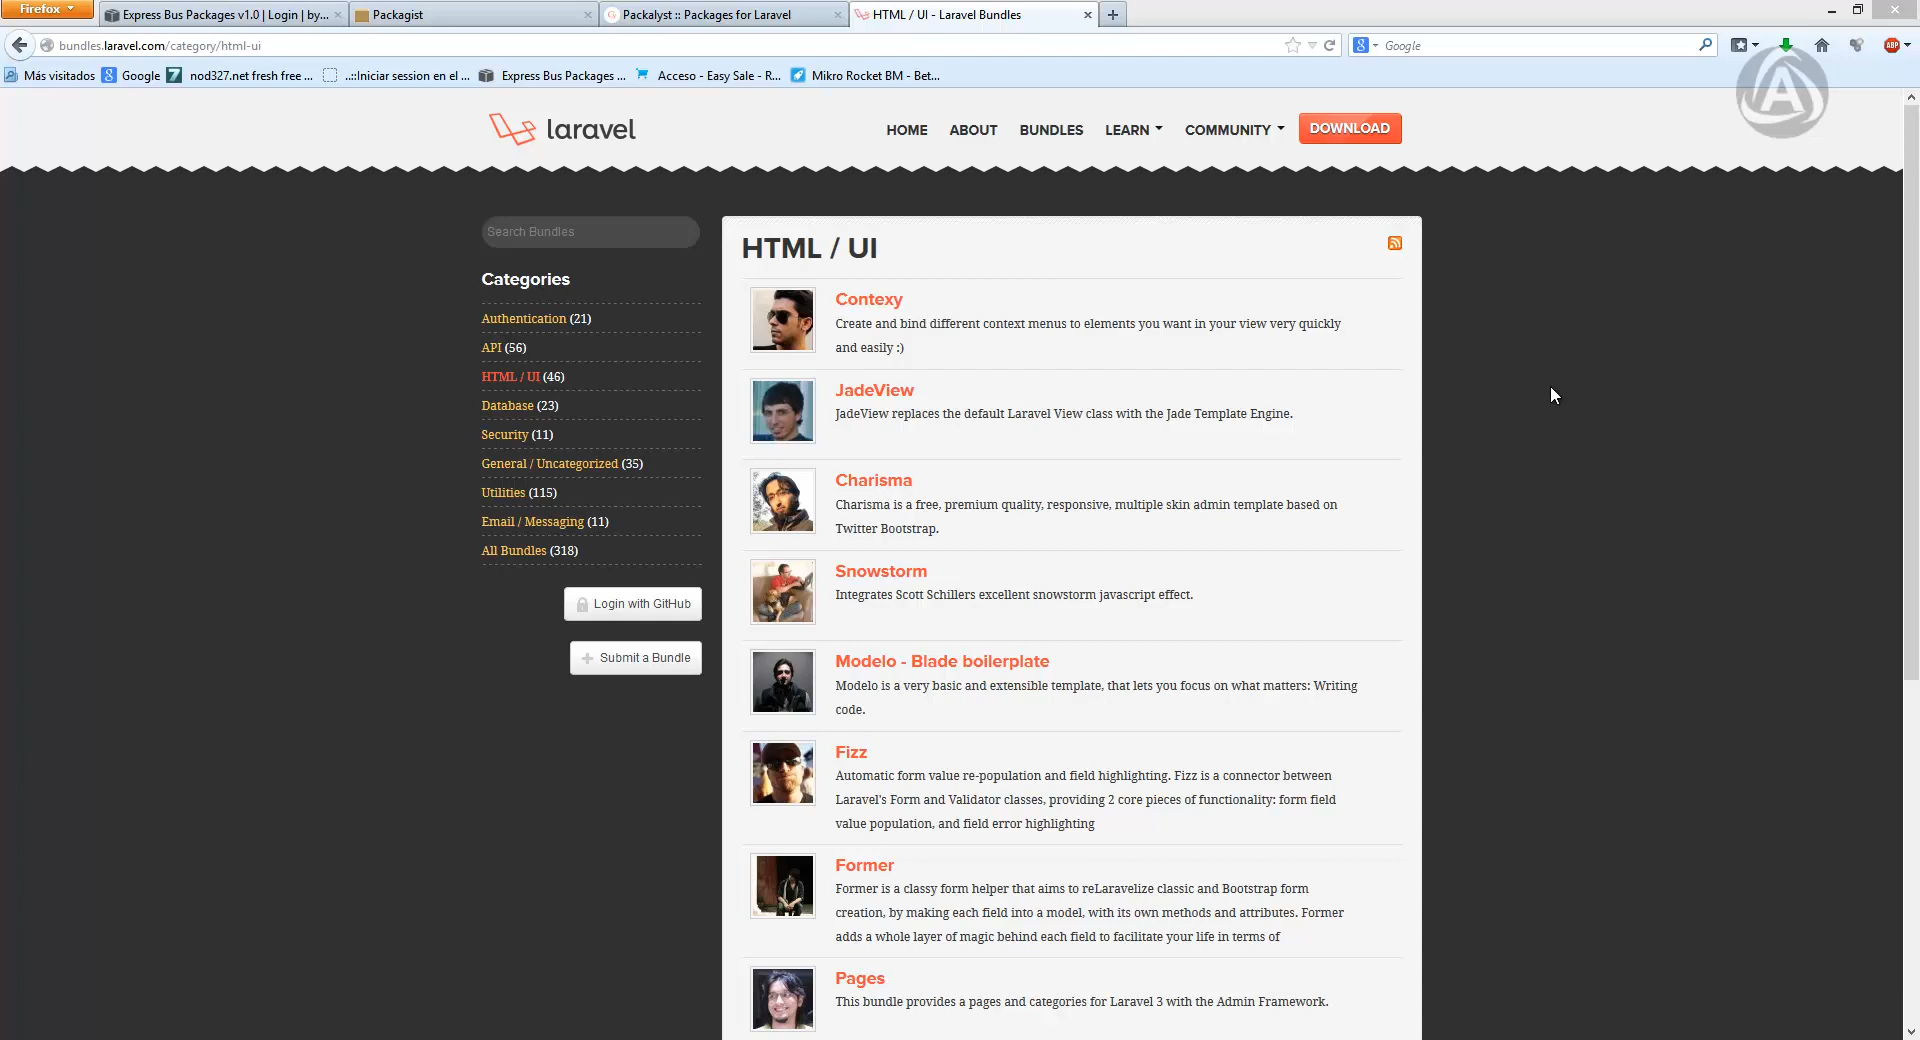 Firefox
Express Bus Packages v1.0 | Login | by...
Packagist
Packalyst :: Packages for Laravel
HTML / UI - Laravel Bundles
bundles.laravel.com/category/html-ui
Google
Más visitados
Google
nod327.net fresh free ...
..::Iniciar session en el ...
Express Bus Packages ...
Acceso - Easy Sale - R...
Mikro Rocket BM - Bet...
ABP
laravel
HOME
ABOUT
BUNDLES
LEARN
COMMUNITY
DOWNLOAD
Search Bundles
Categories
Authentication (21)
API (56)
HTML / UI (46)
Database (23)
Security (11)
General / Uncategorized (35)
Utilities (115)
Email / Messaging (11)
All Bundles (318)
Login with GitHub
Submit a Bundle
HTML / UI
Contexy
Create and bind different context menus to elements you want in your view very quickly
and easily :)
JadeView
JadeView replaces the default Laravel View class with the Jade Template Engine.
Charisma
Charisma is a free, premium quality, responsive, multiple skin admin template based on
Twitter Bootstrap.
Snowstorm
Integrates Scott Schillers excellent snowstorm javascript effect.
Modelo - Blade boilerplate
Modelo is a very basic and extensible template, that lets you focus on what matters: Writing
code.
Fizz
Automatic form value re-population and field highlighting. Fizz is a connector between
Laravel's Form and Validator classes, providing 2 core pieces of functionality: form field
value population, and field error highlighting
Former
Former is a classy form helper that aims to reLaravelize classic and Bootstrap form
creation, by making each field into a model, with its own methods and attributes. Former
adds a whole layer of magic behind each field to facilitate your life in terms of
Pages
This bundle provides a pages and categories for Laravel 3 with the Admin Framework.